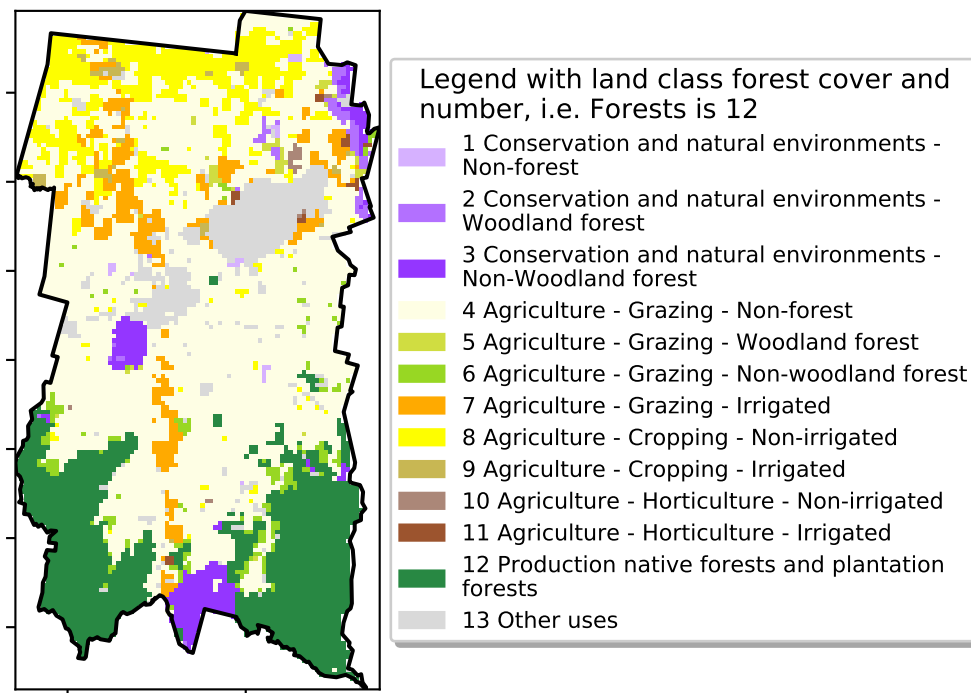 Legend with land class forest cover and
number, i.e. Forests is 12
1 Conservation and natural environments -
Non-forest
2 Conservation and natural environments -
Woodland forest
3 Conservation and natural environments -
Non-Woodland forest
4 Agriculture - Grazing - Non-forest
5 Agriculture - Grazing - Woodland forest
6 Agriculture - Grazing - Non-woodland forest
7 Agriculture - Grazing - Irrigated
8 Agriculture - Cropping - Non-irrigated
9 Agriculture - Cropping - Irrigated
10 Agriculture - Horticulture - Non-irrigated
11 Agriculture - Horticulture - Irrigated
12 Production native forests and plantation
forests
13 Other uses